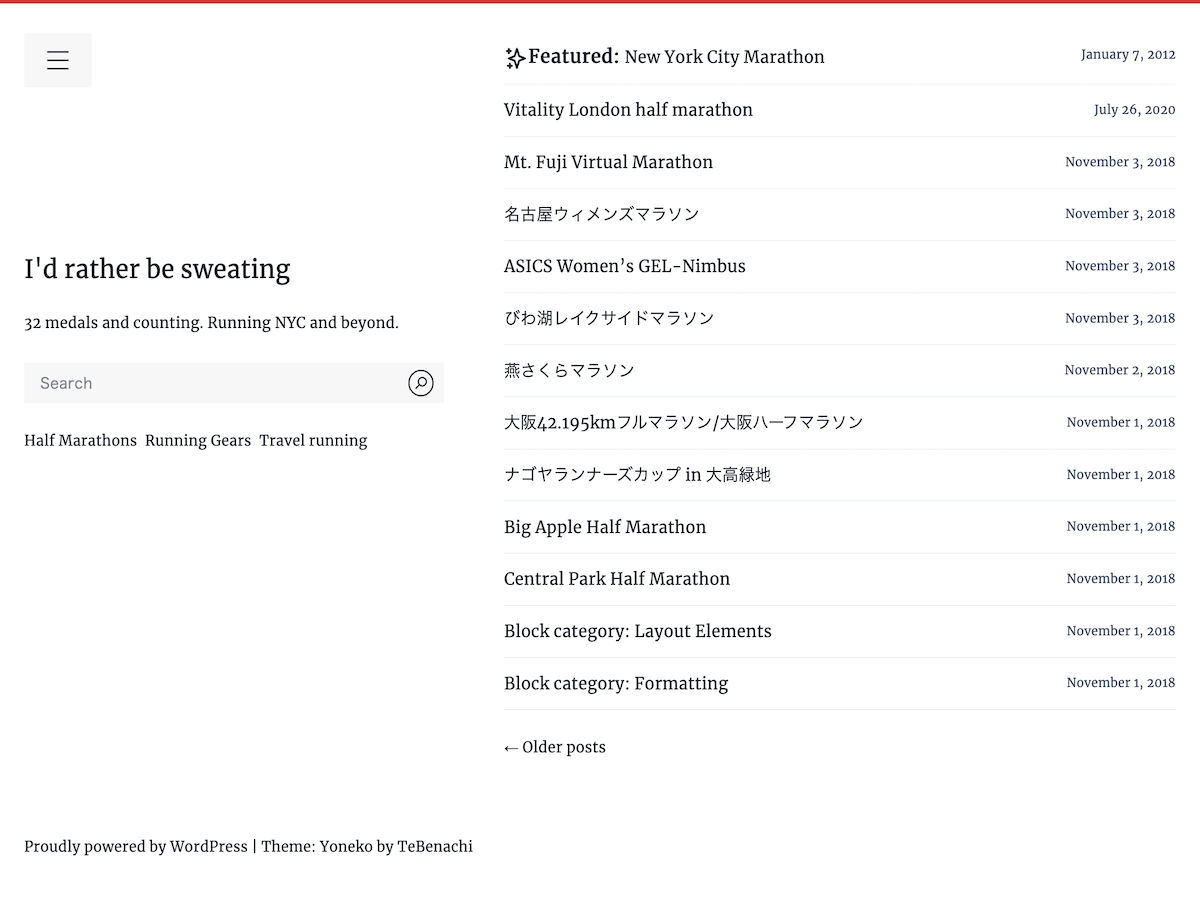 I'd rather be sweating
32 medals and counting. Running NYC and beyond.
Search
Half Marathons Running Gears Travel running
Featured: New York City Marathon January 7, 2012
Vitality London half marathon July 26, 2020
Mt. Fuji Virtual Marathon November 3, 2018
名古屋ウィメンズマラソン November 3, 2018
ASICS Women’s GEL-Nimbus November 3, 2018
びわ湖レイクサイドマラソン November 3, 2018
燕さくらマラソン November 2, 2018
大阪42.195kmフルマラソン/大阪ハーフマラソン November 1, 2018
ナゴヤランナーズカップ in 大高緑地 November 1, 2018
Big Apple Half Marathon November 1, 2018
Central Park Half Marathon November 1, 2018
Block category: Layout Elements November 1, 2018
Block category: Formatting November 1, 2018
← Older posts
Proudly powered by WordPress | Theme: Yoneko by TeBenachi